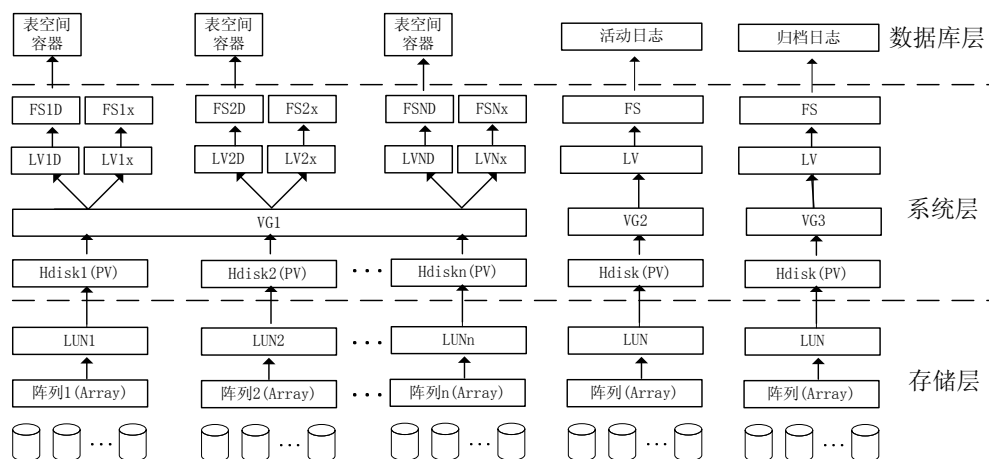 表空间
容器
表空间
容器
表空间
容器
活动日志
归档日志
数据库层
FS1D
FS1x
FS2D
FS2x
FSND
FSNx
FS
FS
LV1D
LV1x
LV2D
LV2x
LVND
LVNx
LV
LV
VG1
VG2
VG3
系统层
Hdisk1(PV)
Hdisk2(PV)
...
Hdiskn(PV)
Hdisk(PV)
Hdisk(PV)
LUN1
LUN2
...
LUNn
LUN
LUN
存储层
阵列1(Array)
阵列2(Array)
...
阵列n(Array)
阵列(Array)
阵列(Array)
...
...
...
...
...